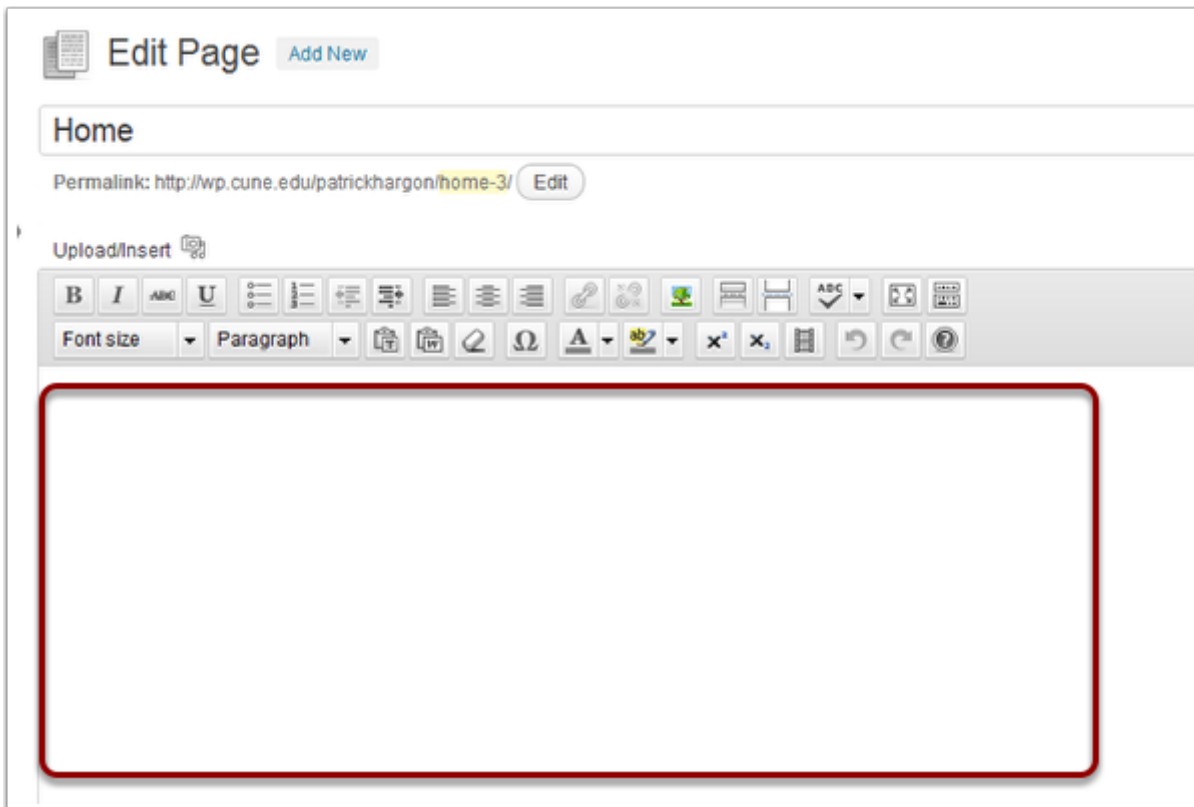 Edit Page Add New
Home
Permalink: http://wp.cune.edu/patrickhargon/home-3/ Edit
Upload/Insert
B I ABC U ABC
Font size Paragraph T W Ω A ab x² x₂